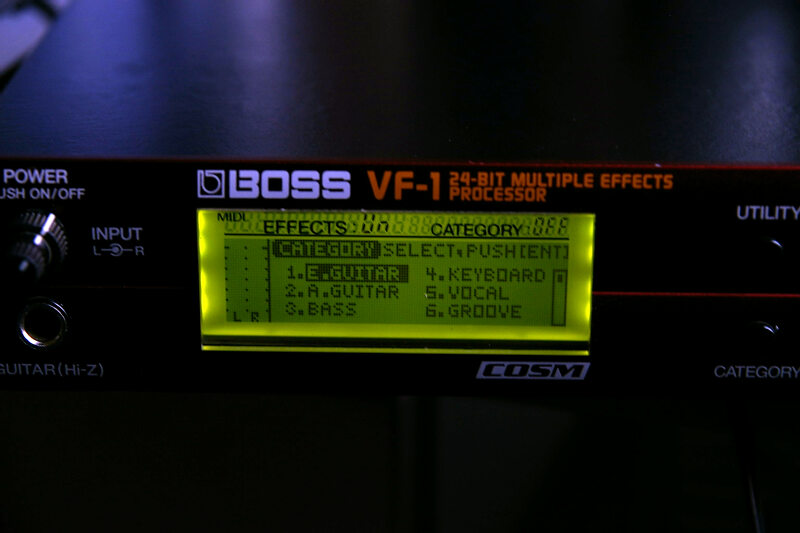 POWER
USH ON/OFF
INPUT
L R
GUITAR(Hi-Z)
BOSS VF-1 24-BIT MULTIPLE EFFECTS
PROCESSOR
MIDI
EFFECTS: CATEGORY: OFF
CATEGORY SELECT, PUSH[ENT]
1.E.GUITAR 4.KEYBOARD
2.A.GUITAR 5.VOCAL
3.BASS 6.GROOVE
L R
COSM
UTILITY
CATEGORY